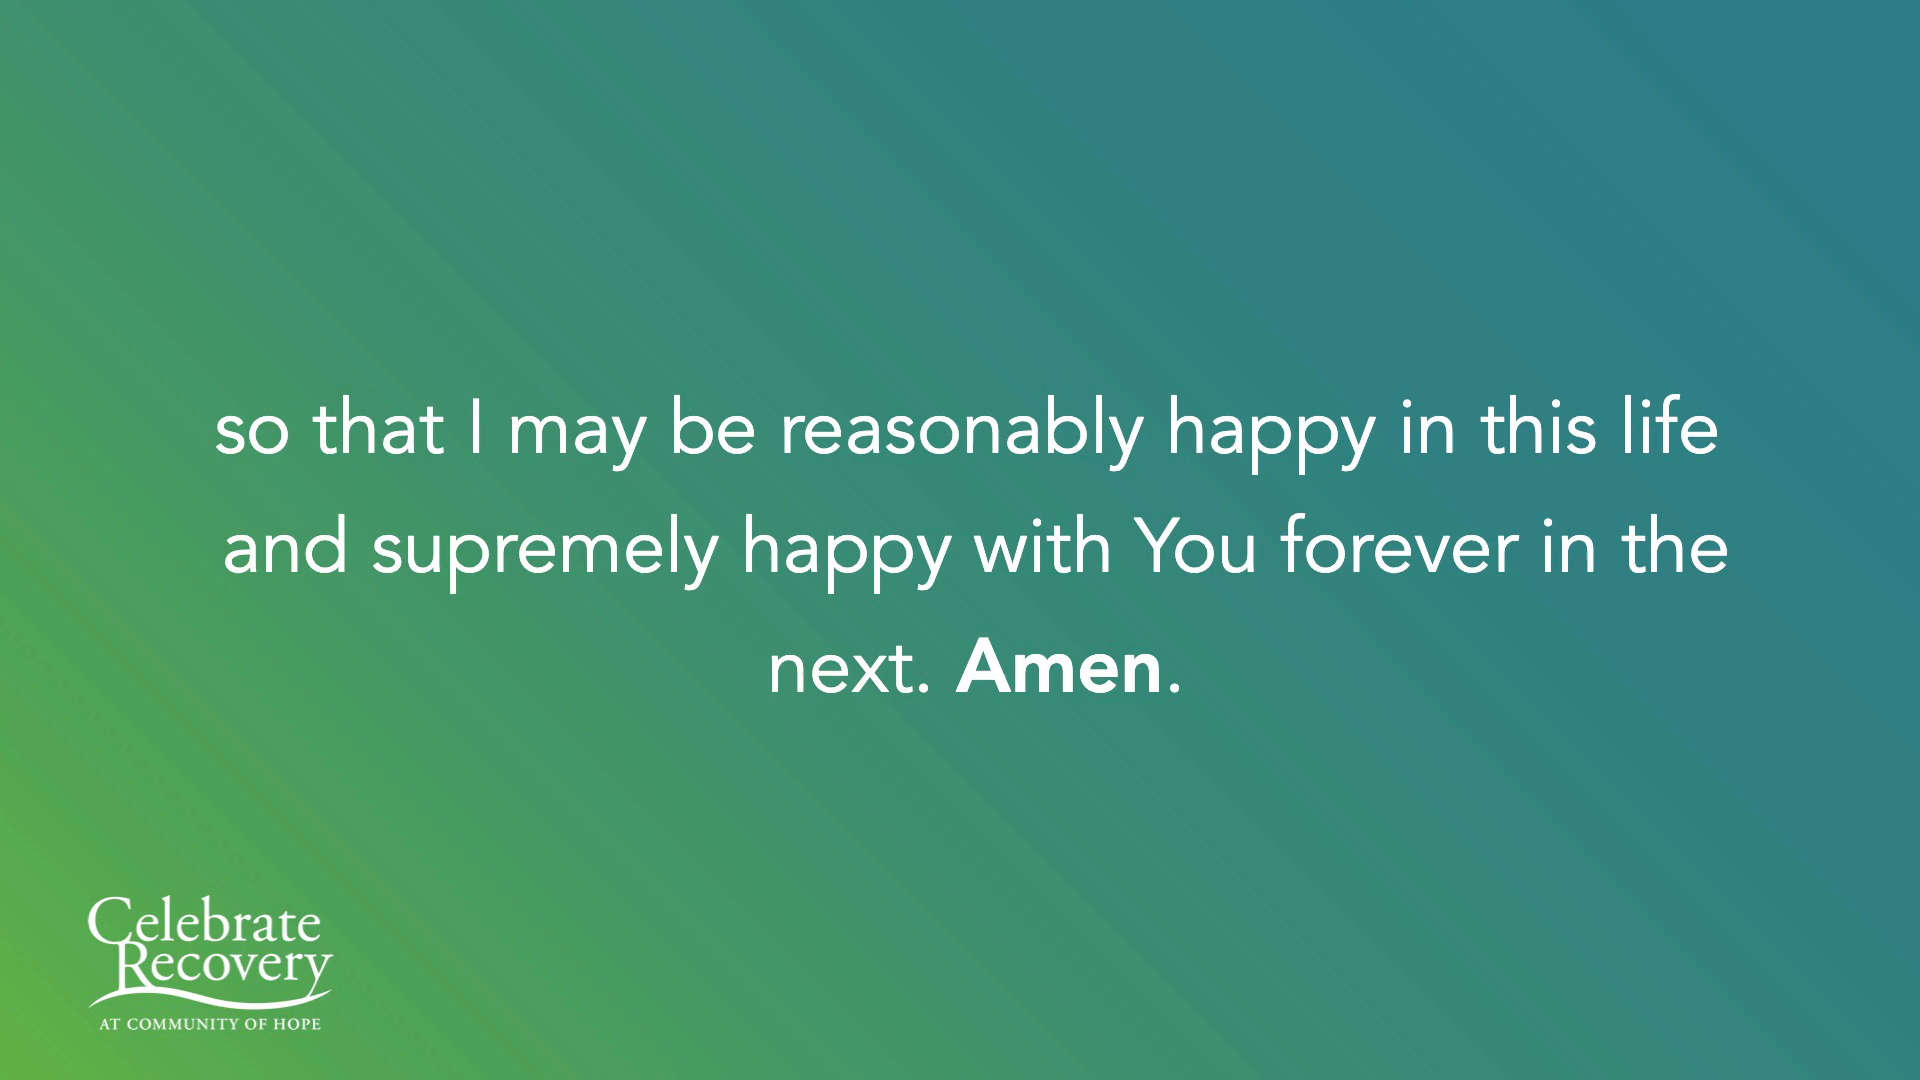 so that I may be reasonably happy in this life
and supremely happy with You forever in the
next. Amen.
Celebrate
Recovery
AT COMMUNITY OF HOPE